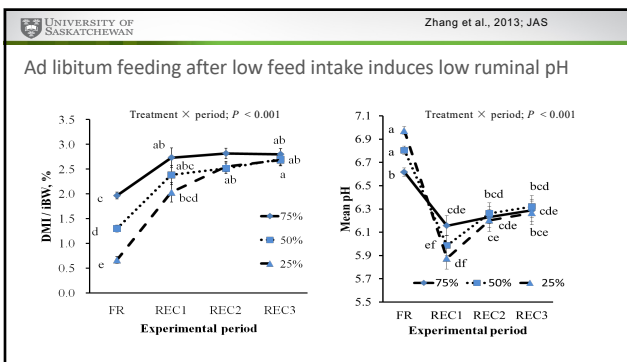 UNIVERSITY OF
SASKATCHEWAN
Zhang et al., 2013; JAS
Ad libitum feeding after low feed intake induces low ruminal pH
Treatment × period; P < 0.001
DMI / iBW, %
3.5
3.0
2.5
2.0
1.5
1.0
0.5
0.0
c
d
e
ab
abc
bcd
ab
ab
ab
a
75%
50%
25%
FR REC1 REC2 REC3
Experimental period
Treatment × period; P < 0.001
Mean pH
7.1
6.9
6.7
6.5
6.3
6.1
5.9
5.7
5.5
a
a
b
cde
ef
df
bcd
cde
ce
bcd
cde
bce
75% 50% 25%
FR REC1 REC2 REC3
Experimental period